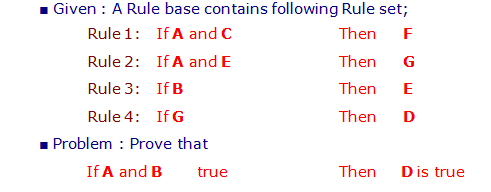 ■ Given : A Rule base contains following Rule set;
Rule 1: If A and C Then F
Rule 2: If A and E Then G
Rule 3: If B Then E
Rule 4: If G Then D
■ Problem : Prove that
If A and B true Then D is true